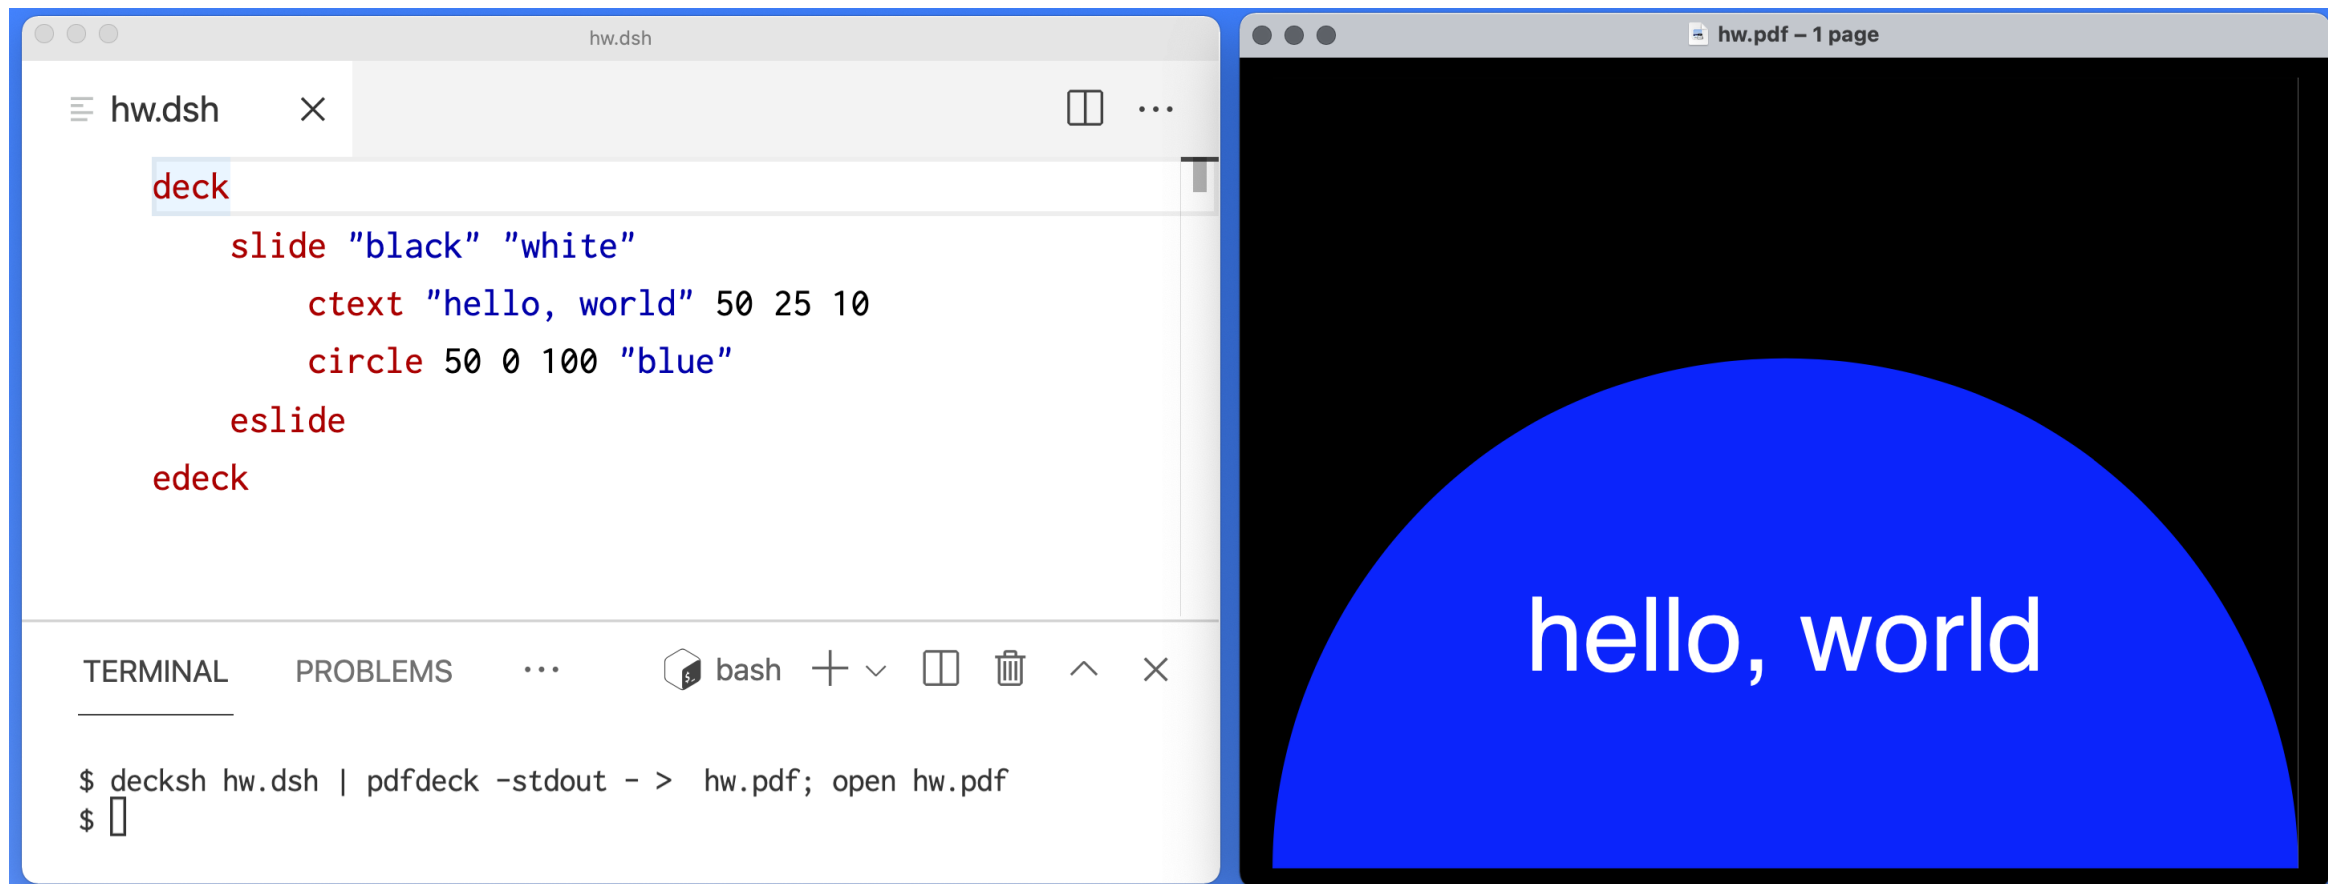 hw.dsh
hw.dsh
deck
slide "black" "white"
ctext "hello, world" 50 25 10
circle 50 0 100 "blue"
eslide
edeck
TERMINAL PROBLEMS ··· bash
$ decksh hw.dsh | pdfdeck -stdout - >  hw.pdf; open hw.pdf
$
hw.pdf – 1 page
hello, world